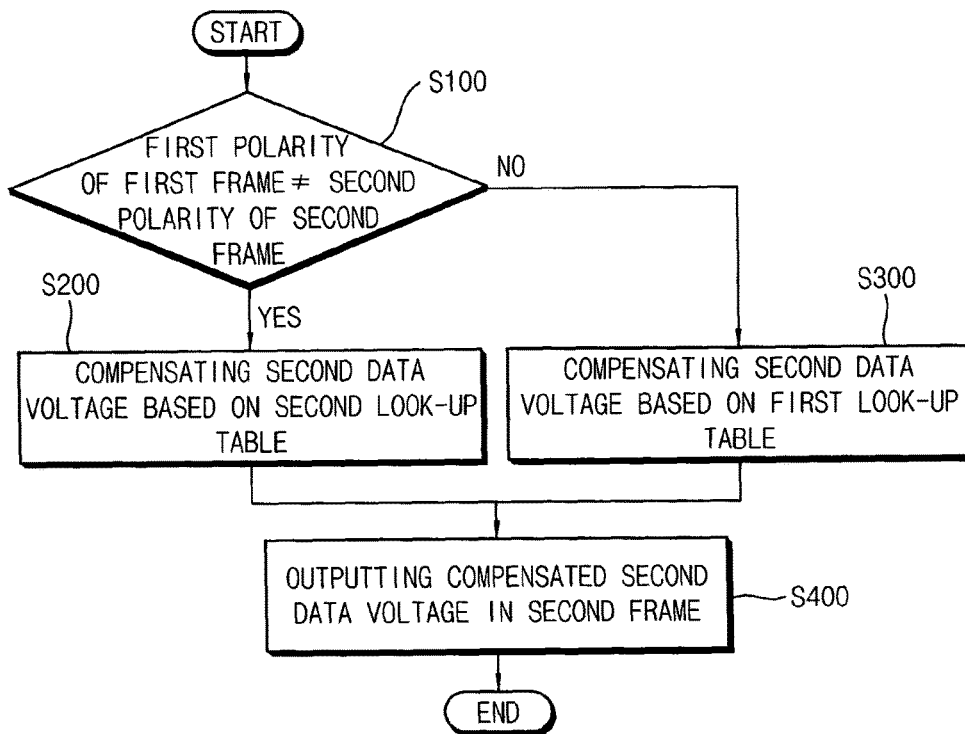 START
S100
FIRST POLARITY
OF FIRST FRAME ≠ SECOND
POLARITY OF SECOND
FRAME
NO
S200
YES
S300
COMPENSATING SECOND DATA
VOLTAGE BASED ON SECOND LOOK-UP
TABLE
COMPENSATING SECOND DATA
VOLTAGE BASED ON FIRST LOOK-UP
TABLE
OUTPUTTING COMPENSATED SECOND
DATA VOLTAGE IN SECOND FRAME
S400
END